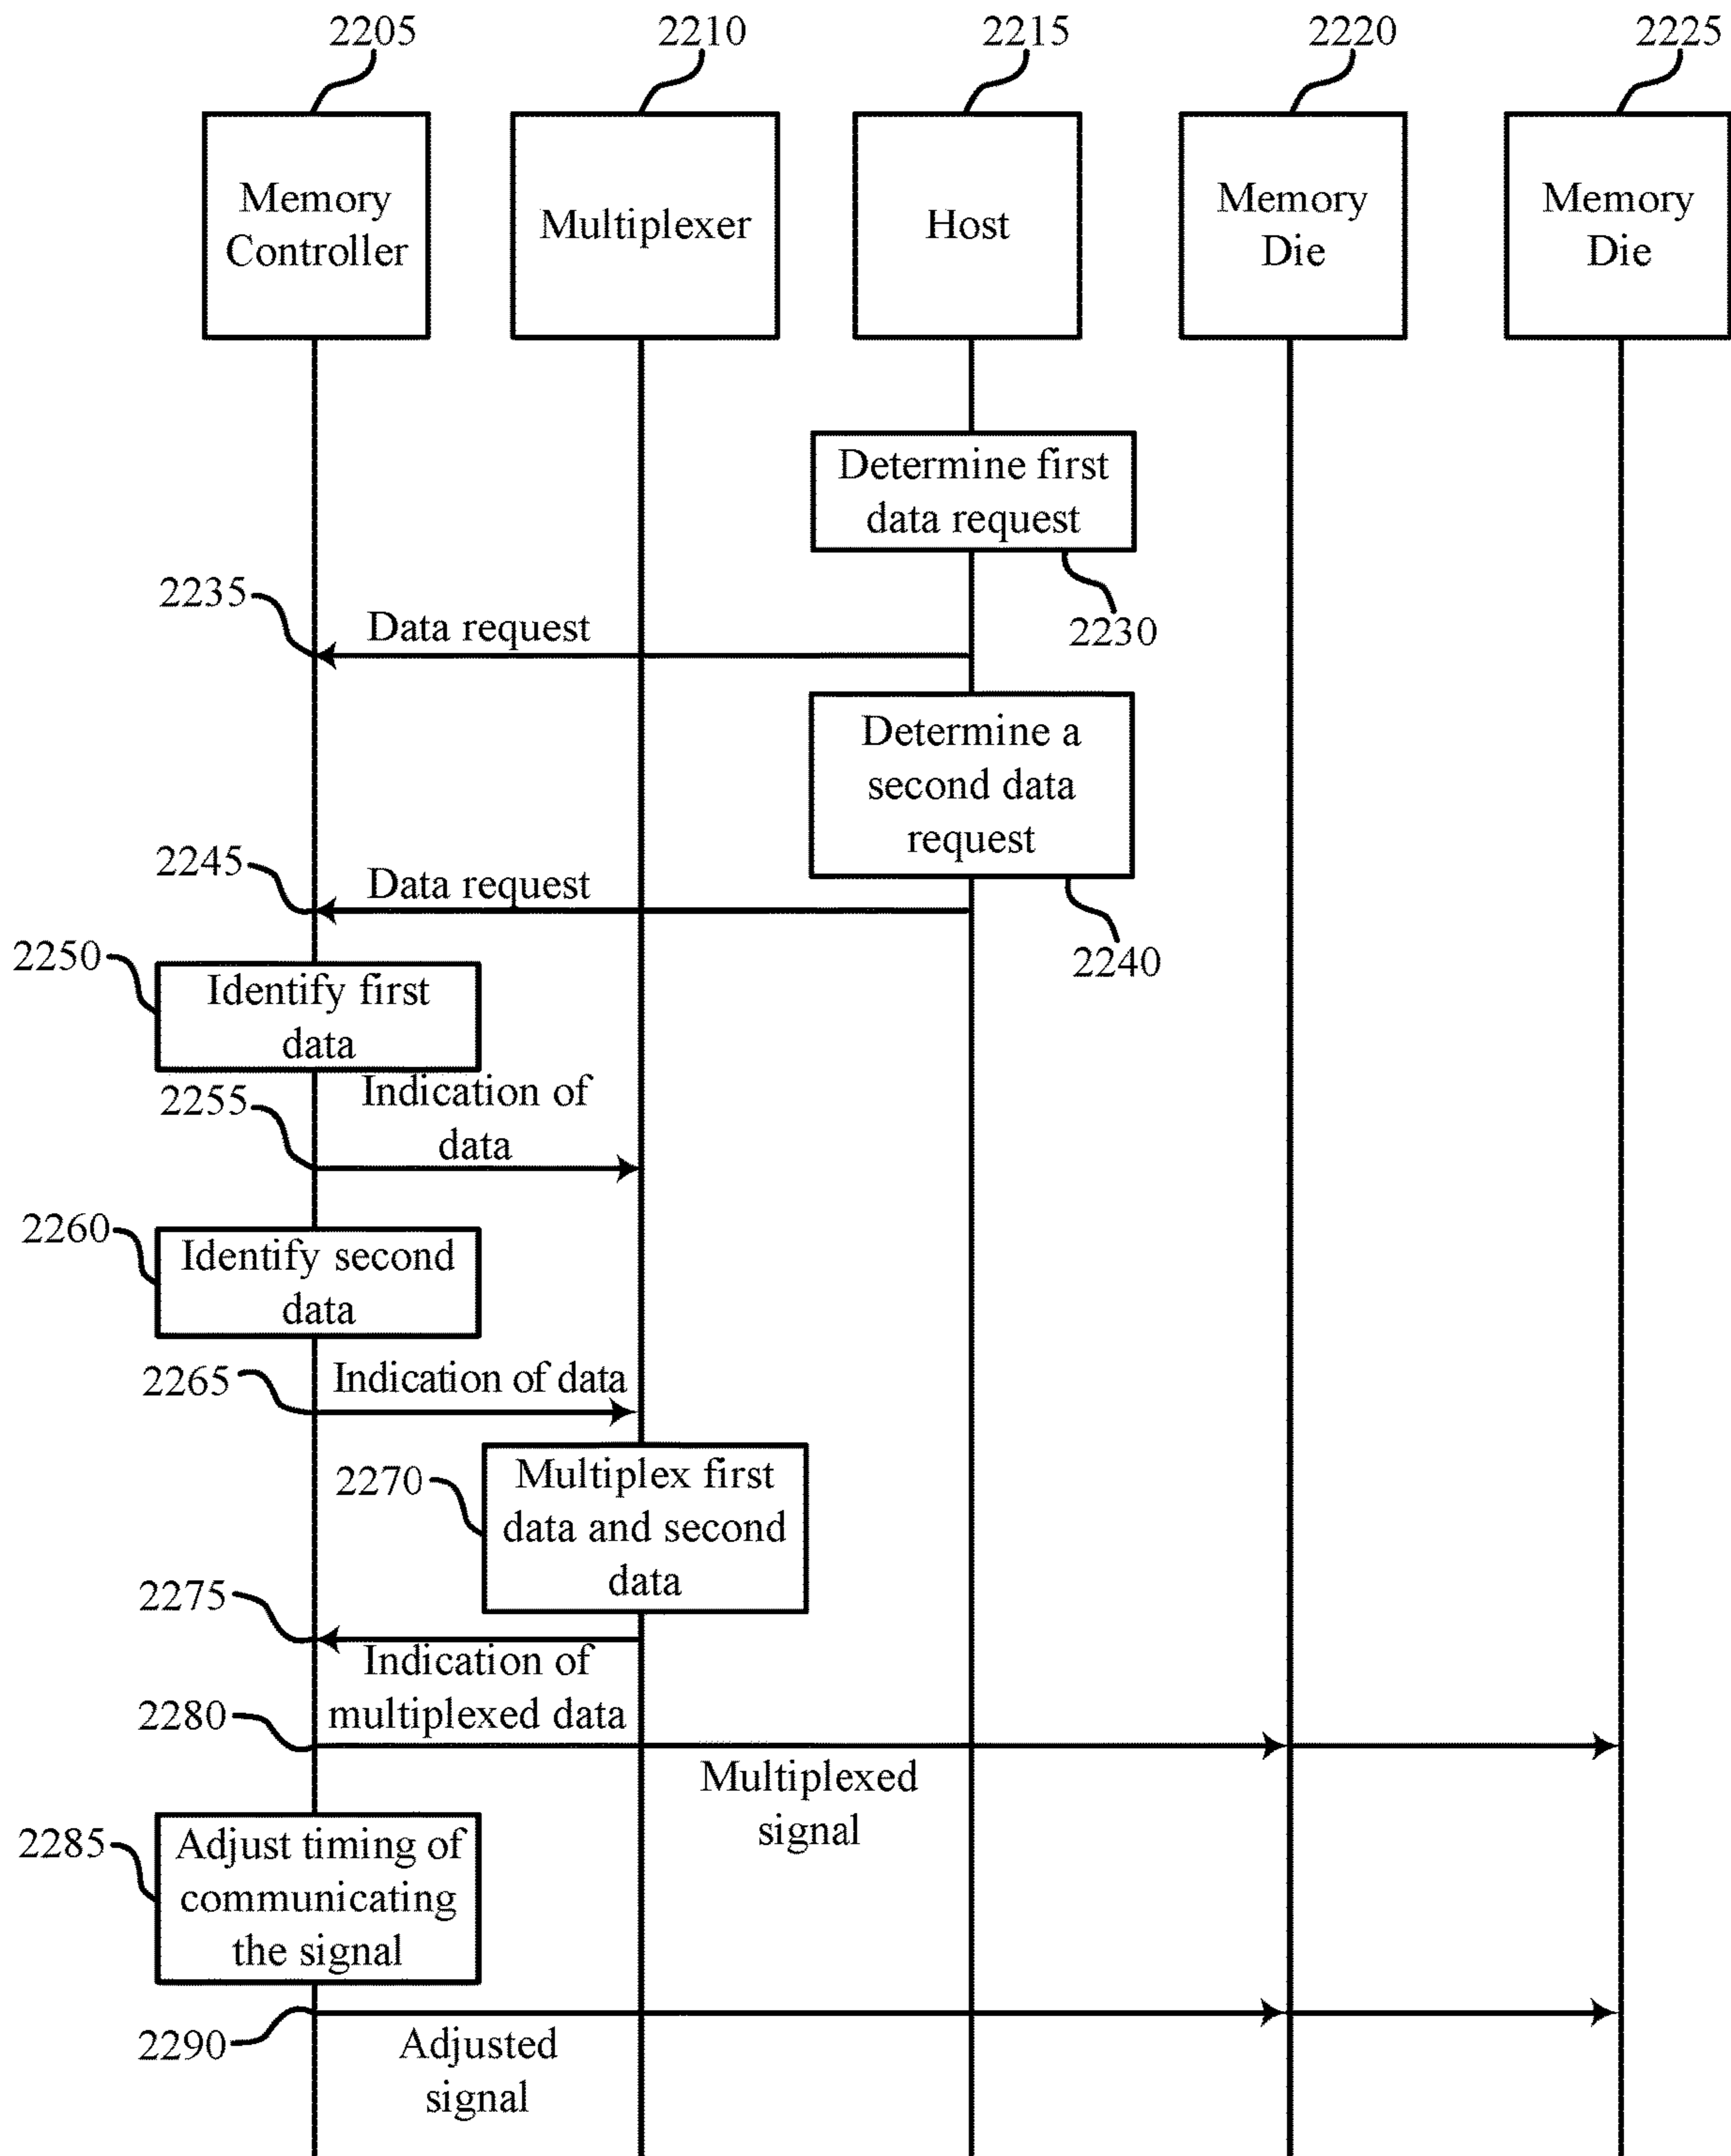 2205
2210
2215
2220
2225
Memory
Controller
Multiplexer
Host
Memory
Die
Memory
Die
Determine first
data request
2230
2235
Data request
Determine a
second data
request
2240
2245
Data request
2250
Identify first
data
2255
Indication of
data
2260
Identify second
data
2265
Indication of data
2270
Multiplex first
data and second
data
2275
Indication of
multiplexed data
2280
Multiplexed
signal
2285
Adjust timing of
communicating
the signal
2290
Adjusted
signal